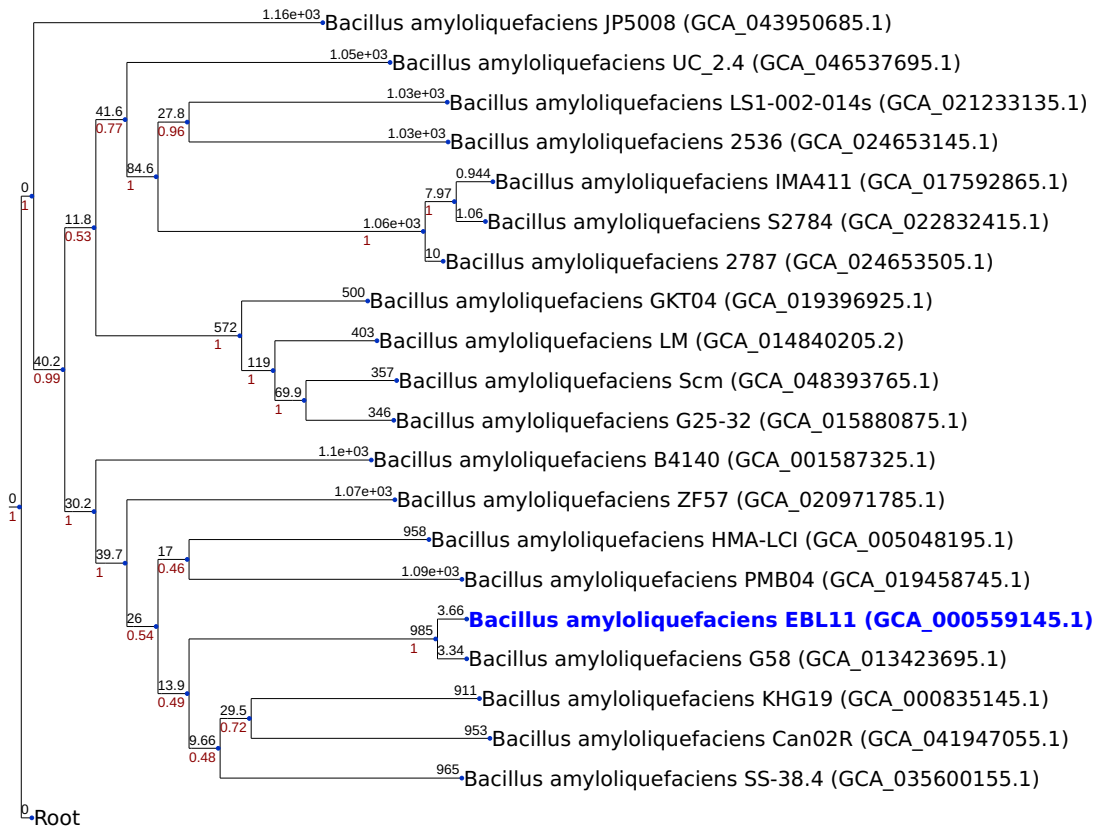 1.16e+03
Bacillus amyloliquefaciens JP5008 (GCA_043950685.1)
1.05e+03
Bacillus amyloliquefaciens UC_2.4 (GCA_046537695.1)
1.03e+03
Bacillus amyloliquefaciens LS1-002-014s (GCA_021233135.1)
41.6
0.77
27.8
0.96
1.03e+03
Bacillus amyloliquefaciens 2536 (GCA_024653145.1)
84.6
1
0.944
Bacillus amyloliquefaciens IMA411 (GCA_017592865.1)
0
1
7.97
1
1.06
Bacillus amyloliquefaciens S2784 (GCA_022832415.1)
11.8
0.53
1.06e+03
1
10
Bacillus amyloliquefaciens 2787 (GCA_024653505.1)
500
Bacillus amyloliquefaciens GKT04 (GCA_019396925.1)
572
1
403
Bacillus amyloliquefaciens LM (GCA_014840205.2)
40.2
0.99
119
1
357
Bacillus amyloliquefaciens Scm (GCA_048393765.1)
69.9
1
346
Bacillus amyloliquefaciens G25-32 (GCA_015880875.1)
1.1e+03
Bacillus amyloliquefaciens B4140 (GCA_001587325.1)
0
1
30.2
1
1.07e+03
Bacillus amyloliquefaciens ZF57 (GCA_020971785.1)
958
Bacillus amyloliquefaciens HMA-LCI (GCA_005048195.1)
39.7
1
17
0.46
1.09e+03
Bacillus amyloliquefaciens PMB04 (GCA_019458745.1)
26
0.54
3.66
Bacillus amyloliquefaciens EBL11 (GCA_000559145.1)
985
1
3.34
Bacillus amyloliquefaciens G58 (GCA_013423695.1)
13.9
0.49
911
Bacillus amyloliquefaciens KHG19 (GCA_000835145.1)
29.5
0.72
953
Bacillus amyloliquefaciens Can02R (GCA_041947055.1)
9.66
0.48
965
Bacillus amyloliquefaciens SS-38.4 (GCA_035600155.1)
0
Root